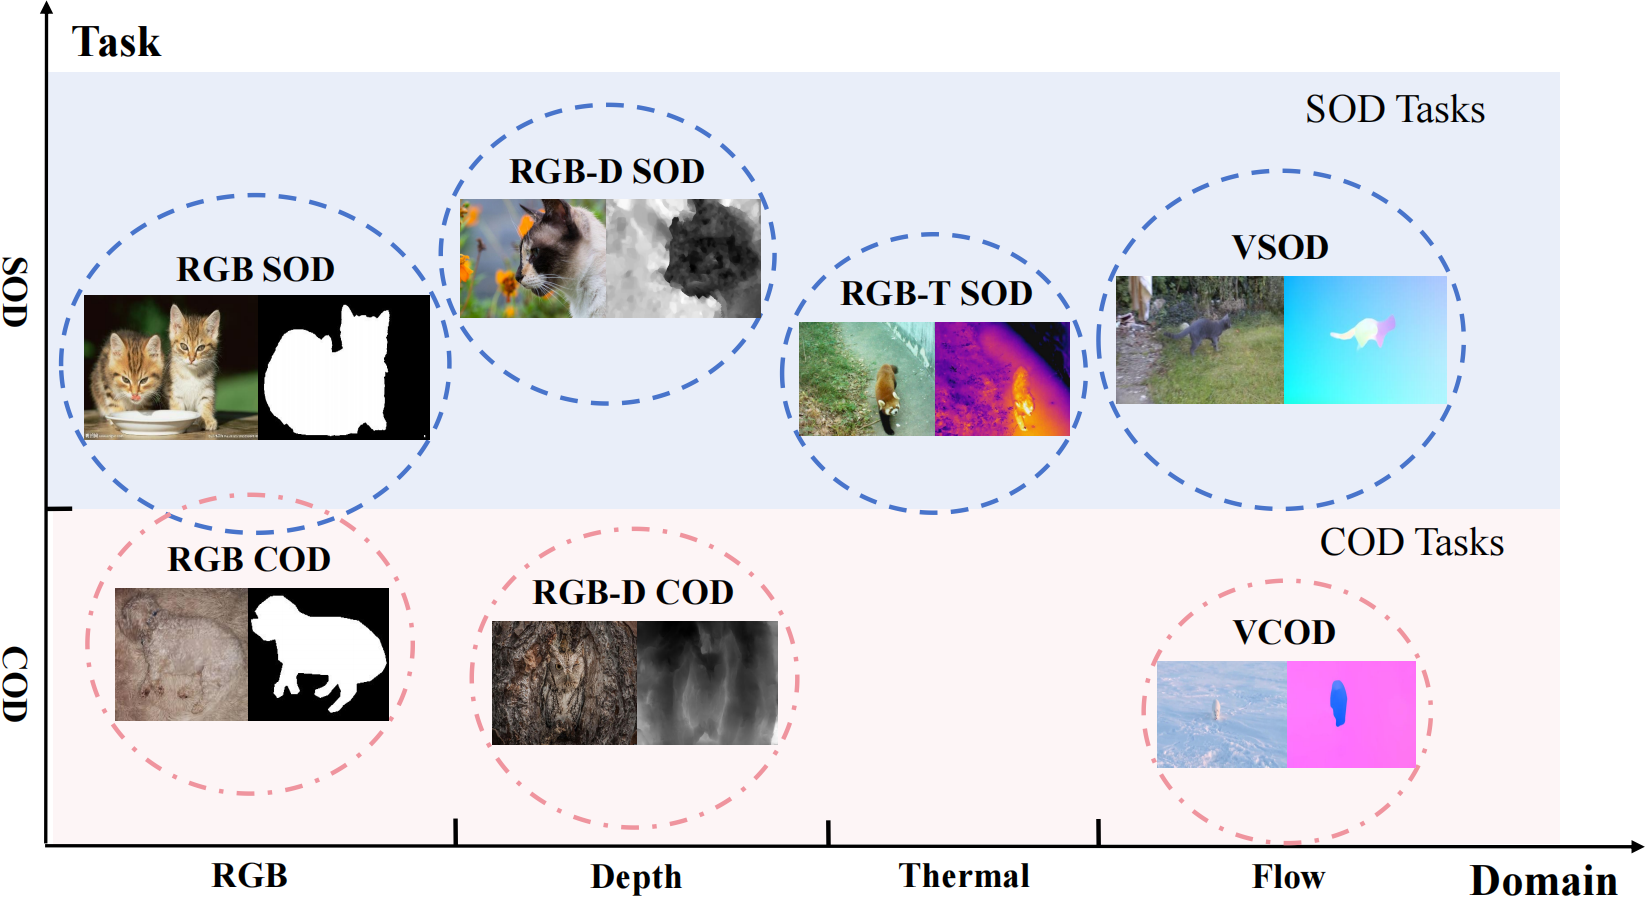 Task
SOD Tasks
RGB-D SOD
VSOD
RGB SOD
RGB-T SOD
SOD
COD Tasks
RGB COD
RGB-D COD
VCOD
COD
RGB
Depth
Thermal
Flow
Domain